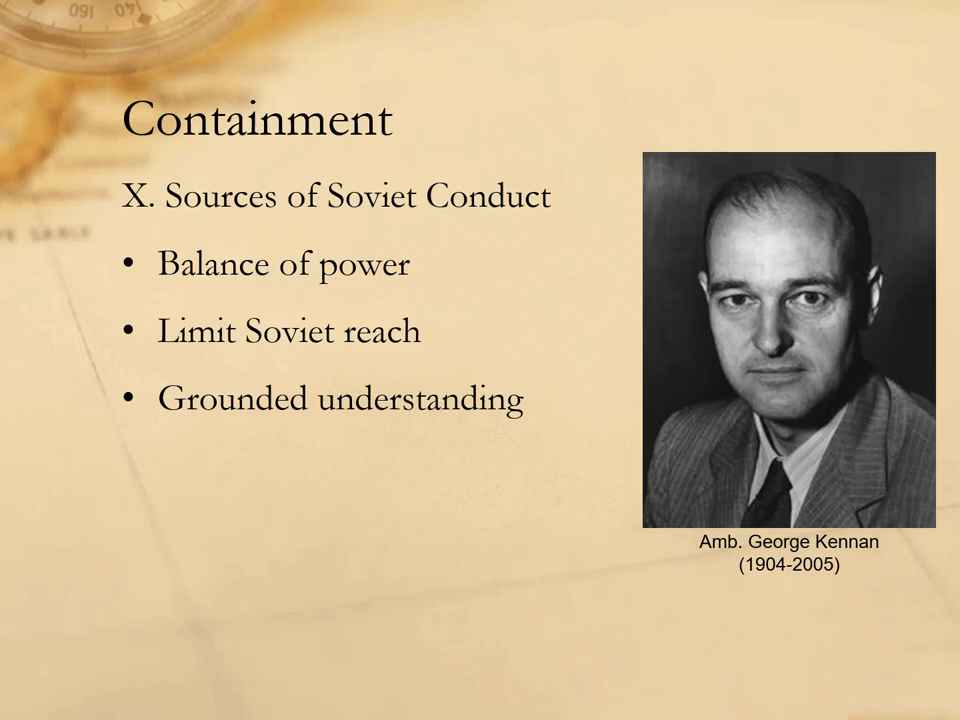 Containment
X. Sources of Soviet Conduct
• Balance of power
• Limit Soviet reach
• Grounded understanding
Amb. George Kennan
(1904-2005)